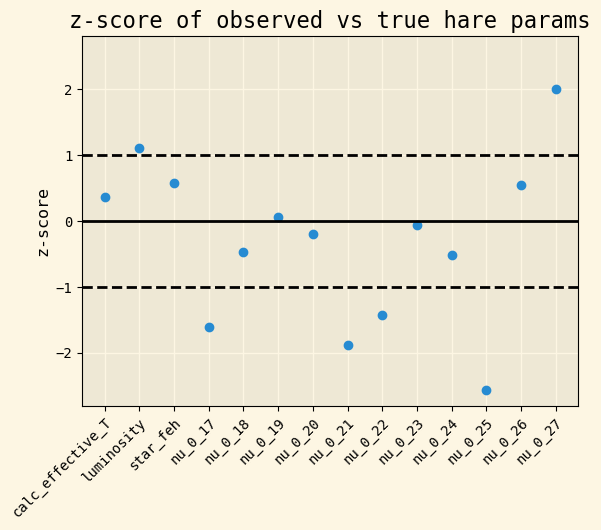 z-score of observed vs true hare params
z-score
2
1
0
−1
−2
calc_effective_T
luminosity
star_feh
nu_0_17
nu_0_18
nu_0_19
nu_0_20
nu_0_21
nu_0_22
nu_0_23
nu_0_24
nu_0_25
nu_0_26
nu_0_27